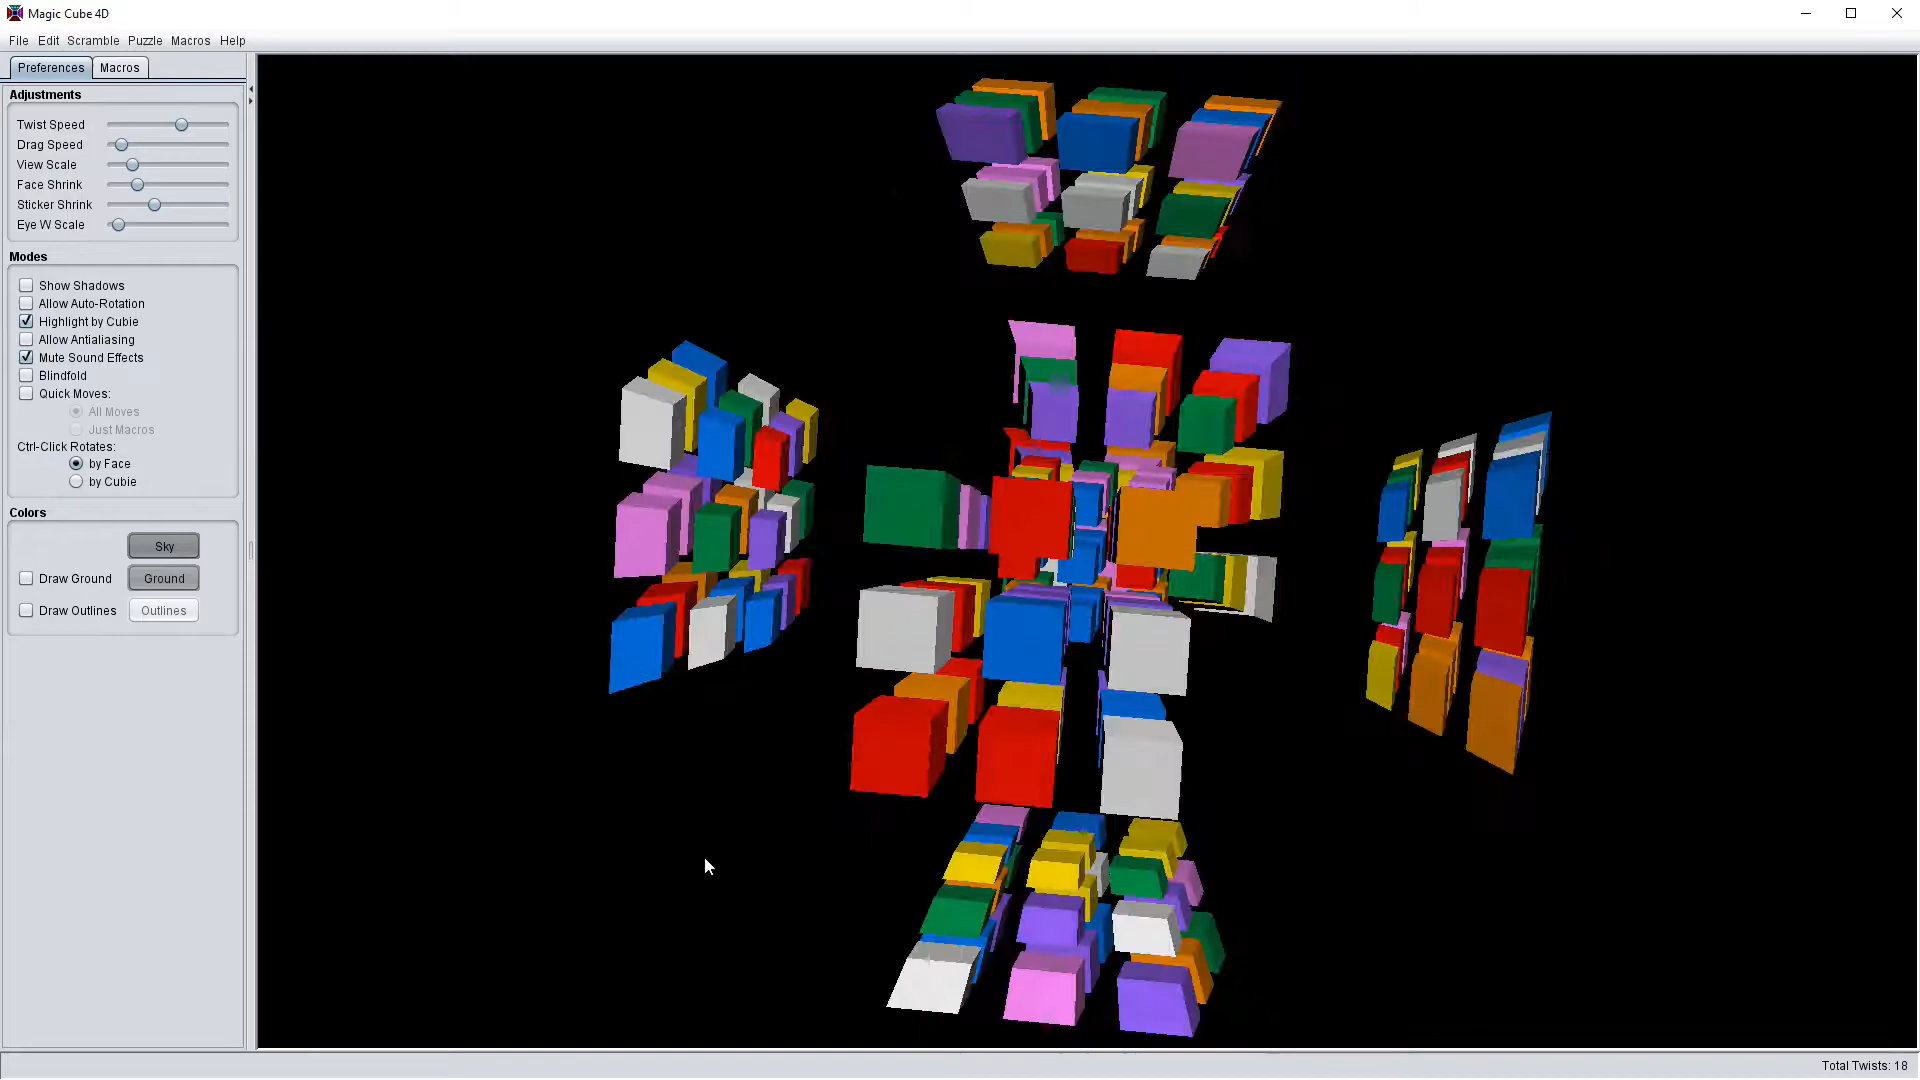 Magic Cube 4D
File Edit Scramble Puzzle Macros Help
Preferences Macros
Adjustments
Twist Speed
Drag Speed
View Scale
Face Shrink
Sticker Shrink
Eye W Scale
Modes
Show Shadows
Allow Auto-Rotation
Highlight by Cubie
Allow Antialiasing
Mute Sound Effects
Blindfold
Quick Moves:
All Moves
Just Macros
Ctrl-Click Rotates:
by Face
by Cubie
Colors
Sky
Draw Ground Ground
Draw Outlines Outlines
Total Twists: 18